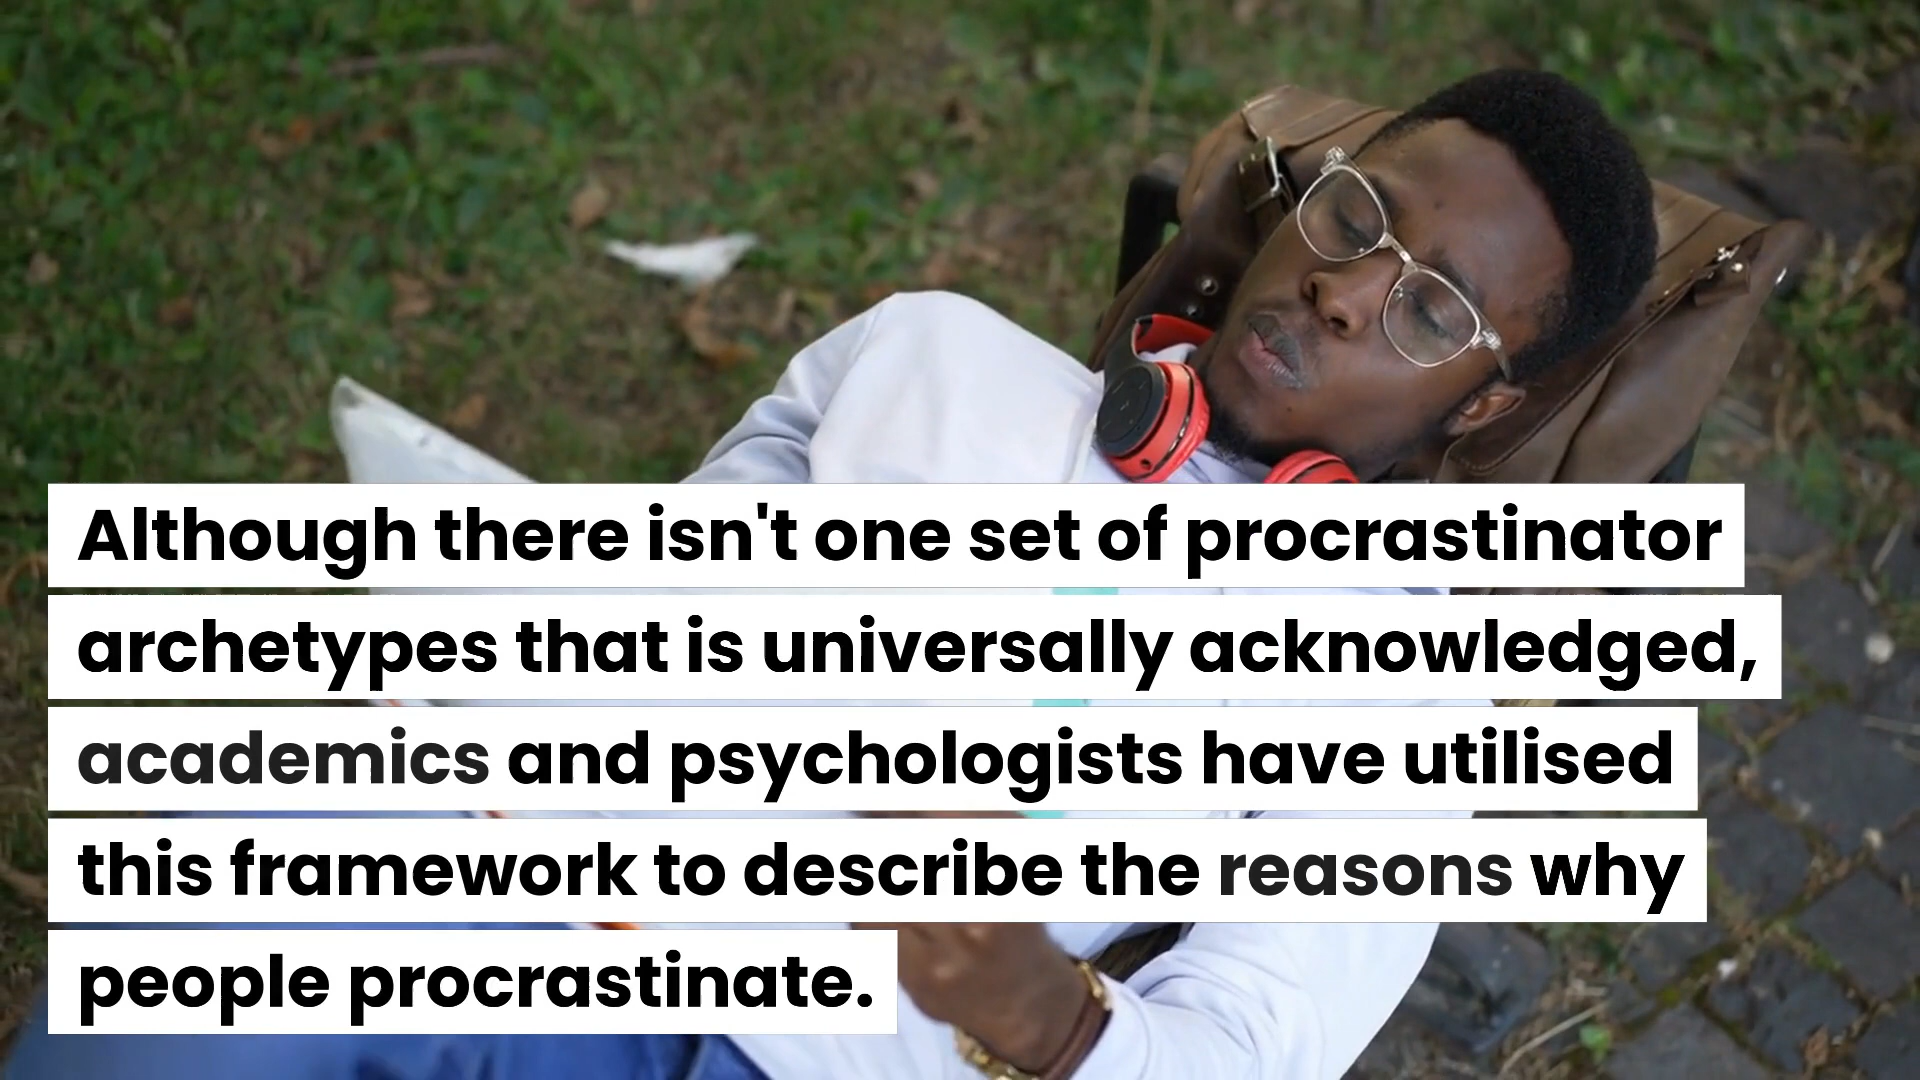 Although there isn't one set of procrastinator
archetypes that is universally acknowledged,
academics and psychologists have utilised
this framework to describe the reasons why
people procrastinate.